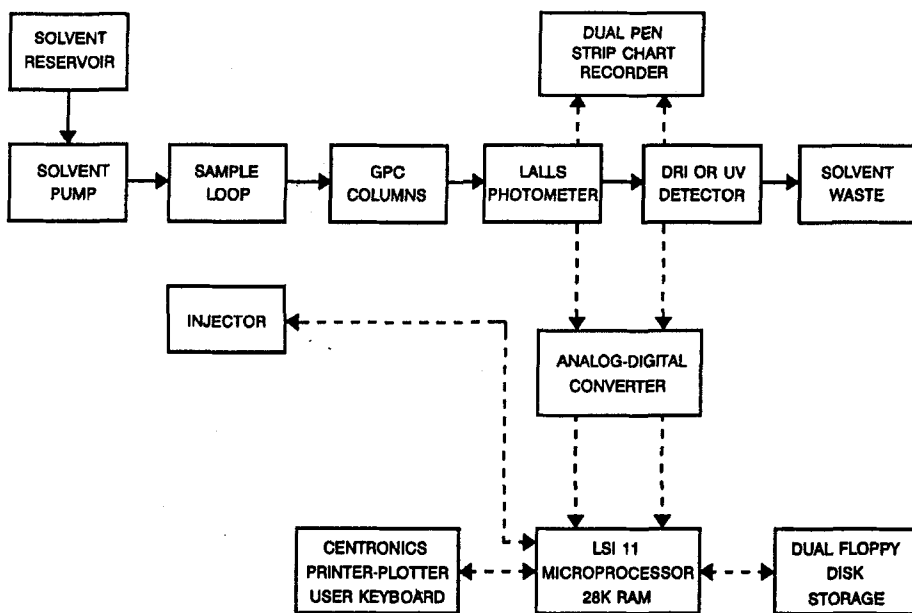 SOLVENT
RESERVOIR
DUAL PEN
STRIP CHART
RECORDER
SOLVENT
PUMP
SAMPLE
LOOP
GPC
COLUMNS
LALLS
PHOTOMETER
DRI OR UV
DETECTOR
SOLVENT
WASTE
INJECTOR
ANALOG-DIGITAL
CONVERTER
CENTRONICS
PRINTER-PLOTTER
USER KEYBOARD
LSI 11
MICROPROCESSOR
28K RAM
DUAL FLOPPY
DISK
STORAGE